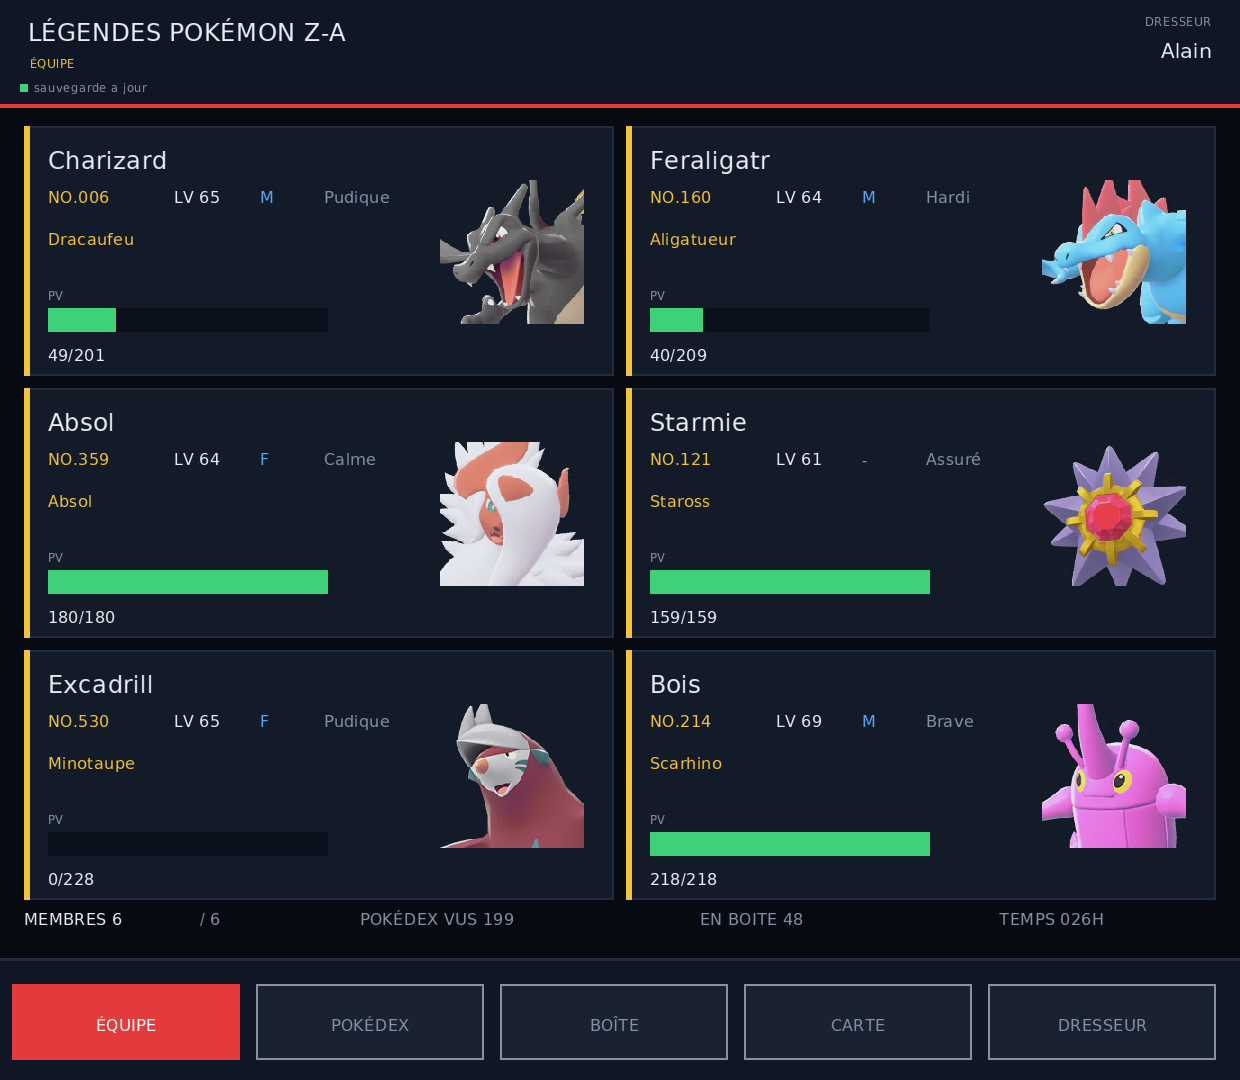 LÉGENDES POKÉMON Z-A
ÉQUIPE
sauvegarde a jour
DRESSEUR
Alain
Charizard
NO.006 LV 65 M Pudique
Dracaufeu
PV
49/201
Feraligatr
NO.160 LV 64 M Hardi
Aligatueur
PV
40/209
Absol
NO.359 LV 64 F Calme
Absol
PV
180/180
Starmie
NO.121 LV 61 - Assuré
Staross
PV
159/159
Excadrill
NO.530 LV 65 F Pudique
Minotaupe
PV
0/228
Bois
NO.214 LV 69 M Brave
Scarhino
PV
218/218
MEMBRES 6 / 6 POKÉDEX VUS 199 EN BOITE 48 TEMPS 026H
ÉQUIPE POKÉDEX BOÎTE CARTE DRESSEUR